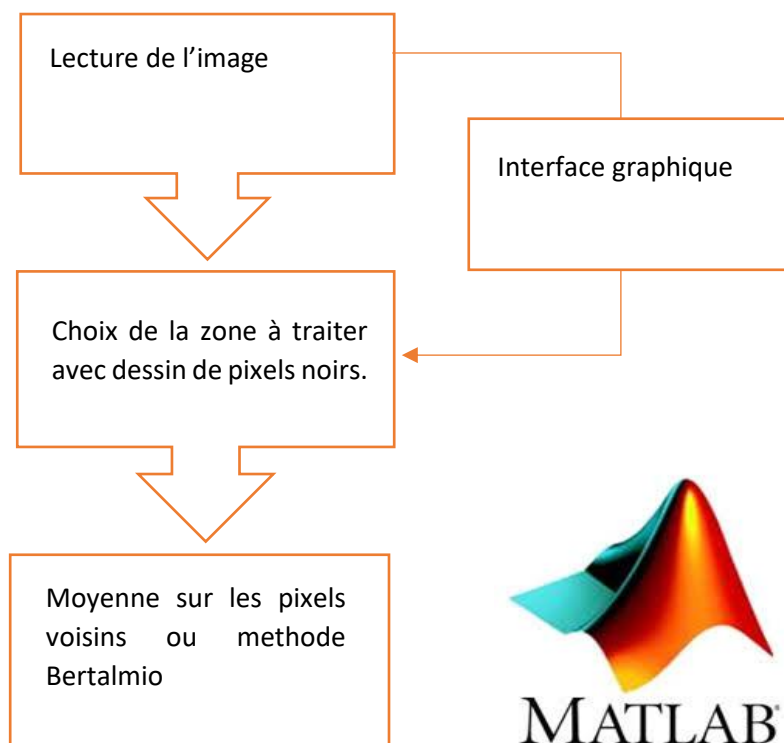 Lecture de l’image
Interface graphique
Choix de la zone à traiter
avec dessin de pixels noirs.
Moyenne sur les pixels
voisins ou methode
Bertalmio
MATLAB®